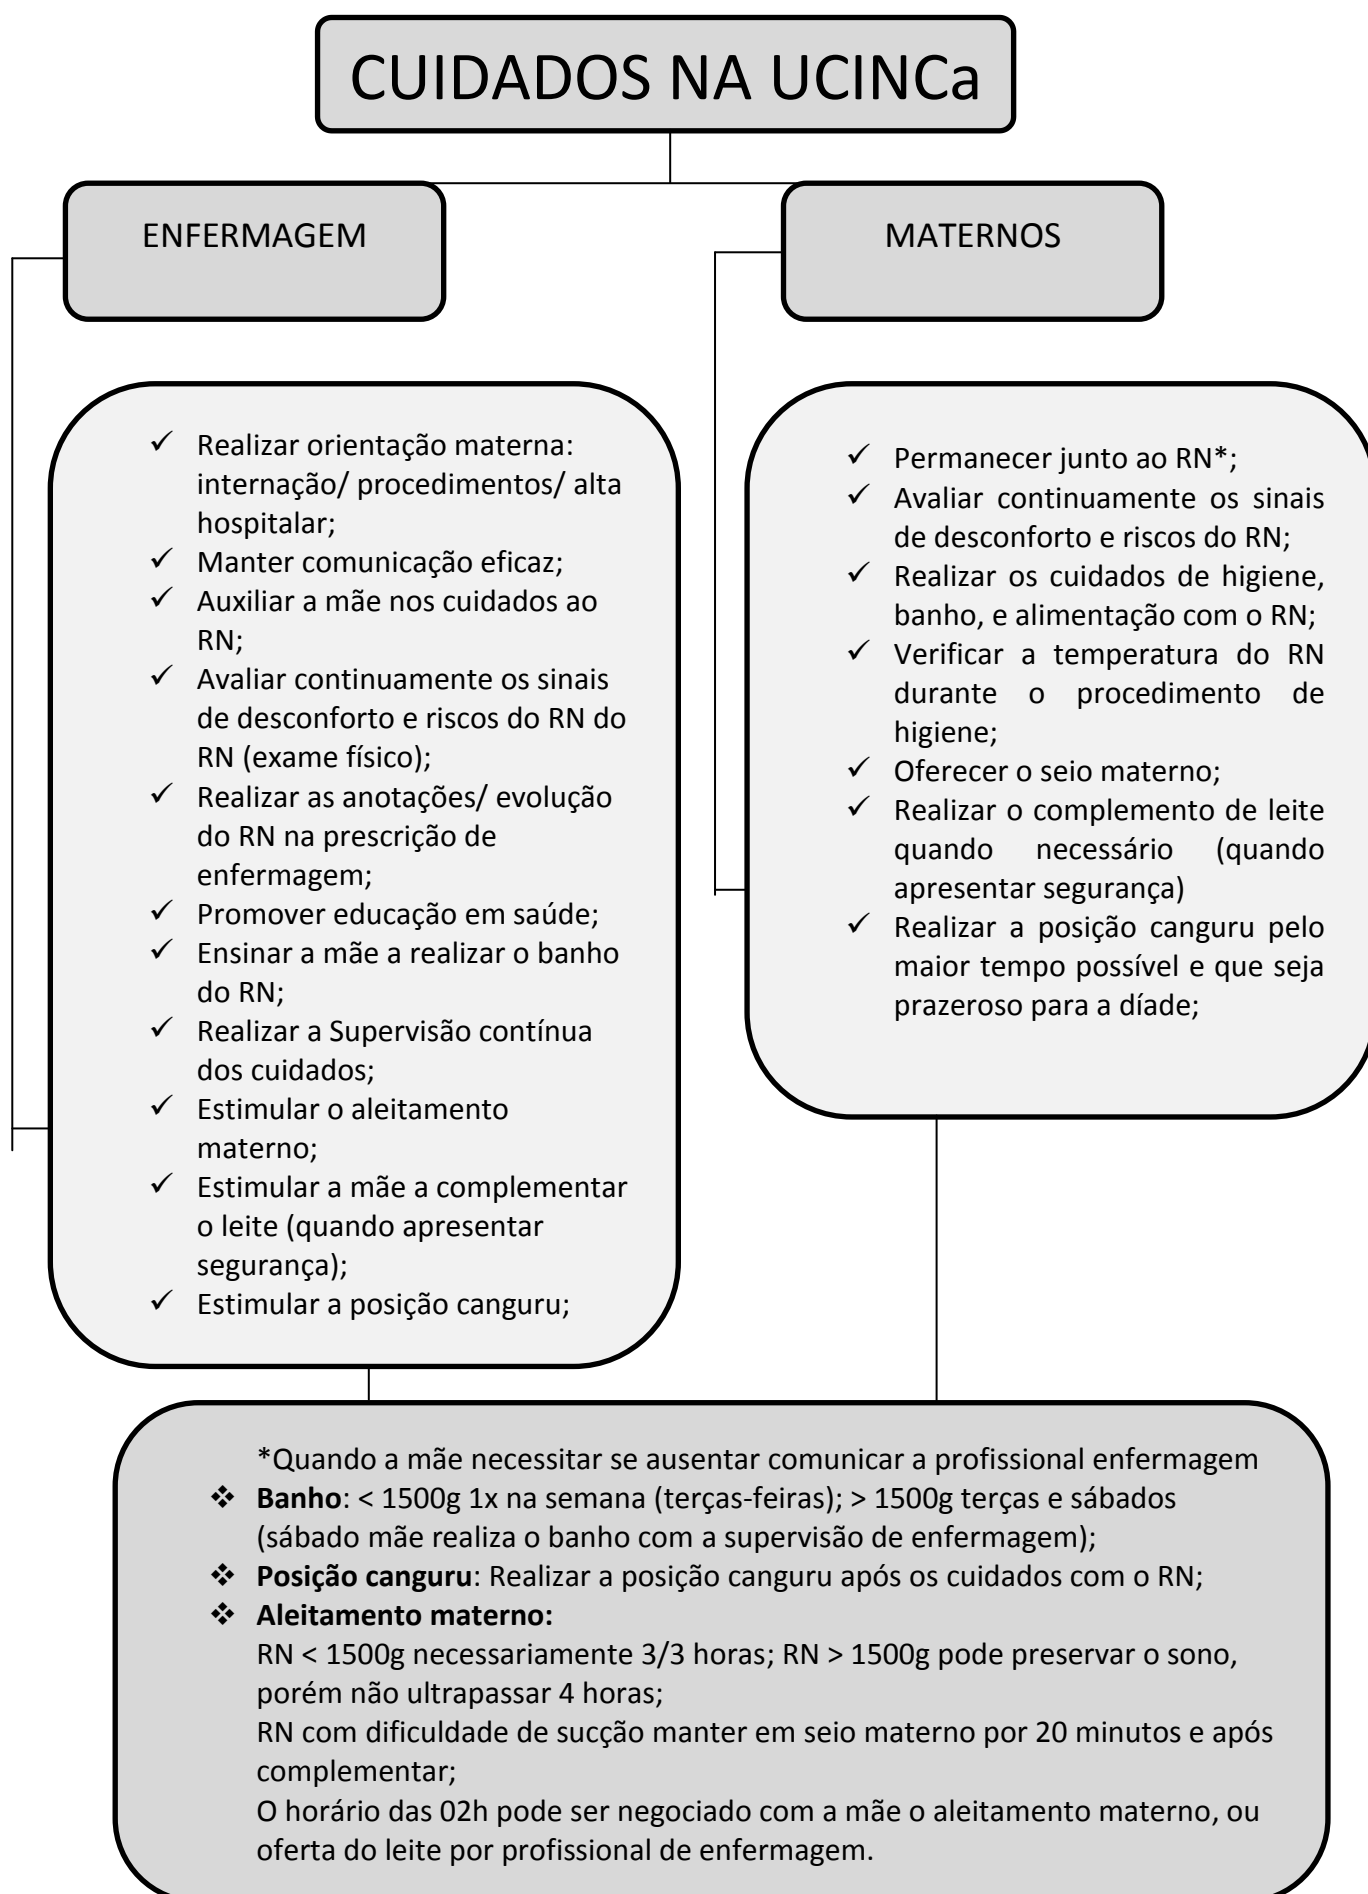 CUIDADOS NA UCINCa
ENFERMAGEM
MATERNOS
✓ Realizar orientação materna:
internação/ procedimentos/ alta
hospitalar;
✓ Manter comunicação eficaz;
✓ Auxiliar a mãe nos cuidados ao
RN;
✓ Avaliar continuamente os sinais
de desconforto e riscos do RN do
RN (exame físico);
✓ Realizar as anotações/ evolução
do RN na prescrição de
enfermagem;
✓ Promover educação em saúde;
✓ Ensinar a mãe a realizar o banho
do RN;
✓ Realizar a Supervisão contínua
dos cuidados;
✓ Estimular o aleitamento
materno;
✓ Estimular a mãe a complementar
o leite (quando apresentar
segurança);
✓ Estimular a posição canguru;
✓ Permanecer junto ao RN*;
✓ Avaliar continuamente os sinais
de desconforto e riscos do RN;
✓ Realizar os cuidados de higiene,
banho, e alimentação com o RN;
✓ Verificar a temperatura do RN
durante o procedimento de
higiene;
✓ Oferecer o seio materno;
✓ Realizar o complemento de leite
quando necessário (quando
apresentar segurança)
✓ Realizar a posição canguru pelo
maior tempo possível e que seja
prazeroso para a díade;
*Quando a mãe necessitar se ausentar comunicar a profissional enfermagem
❖ Banho: < 1500g 1x na semana (terças-feiras); > 1500g terças e sábados
(sábado mãe realiza o banho com a supervisão de enfermagem);
❖ Posição canguru: Realizar a posição canguru após os cuidados com o RN;
❖ Aleitamento materno:
RN < 1500g necessariamente 3/3 horas; RN > 1500g pode preservar o sono,
porém não ultrapassar 4 horas;
RN com dificuldade de sucção manter em seio materno por 20 minutos e após
complementar;
O horário das 02h pode ser negociado com a mãe o aleitamento materno, ou
oferta do leite por profissional de enfermagem.